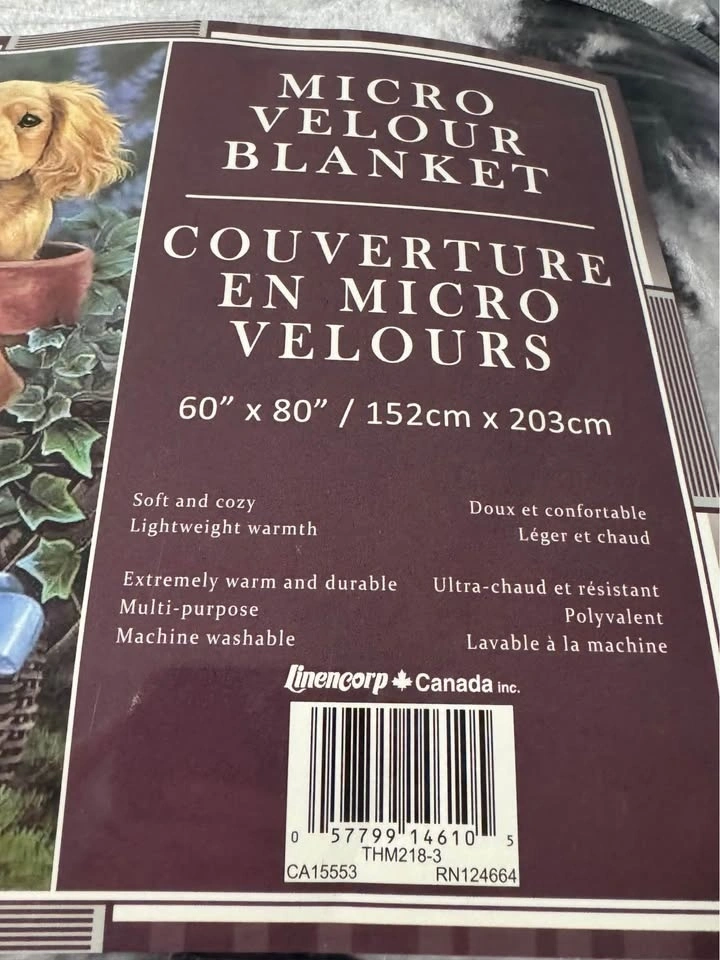 MICRO
VELOUR
BLANKET
COUVERTURE
EN MICRO
VELOURS
60” x 80” / 152cm x 203cm
Soft and cozy
Lightweight warmth
Extremely warm and durable
Multi-purpose
Machine washable
Doux et confortable
Léger et chaud
Ultra-chaud et résistant
Polyvalent
Lavable à la machine
Linencorp Canada inc.
0 57799 14610 5
THM218-3
CA15553 RN124664